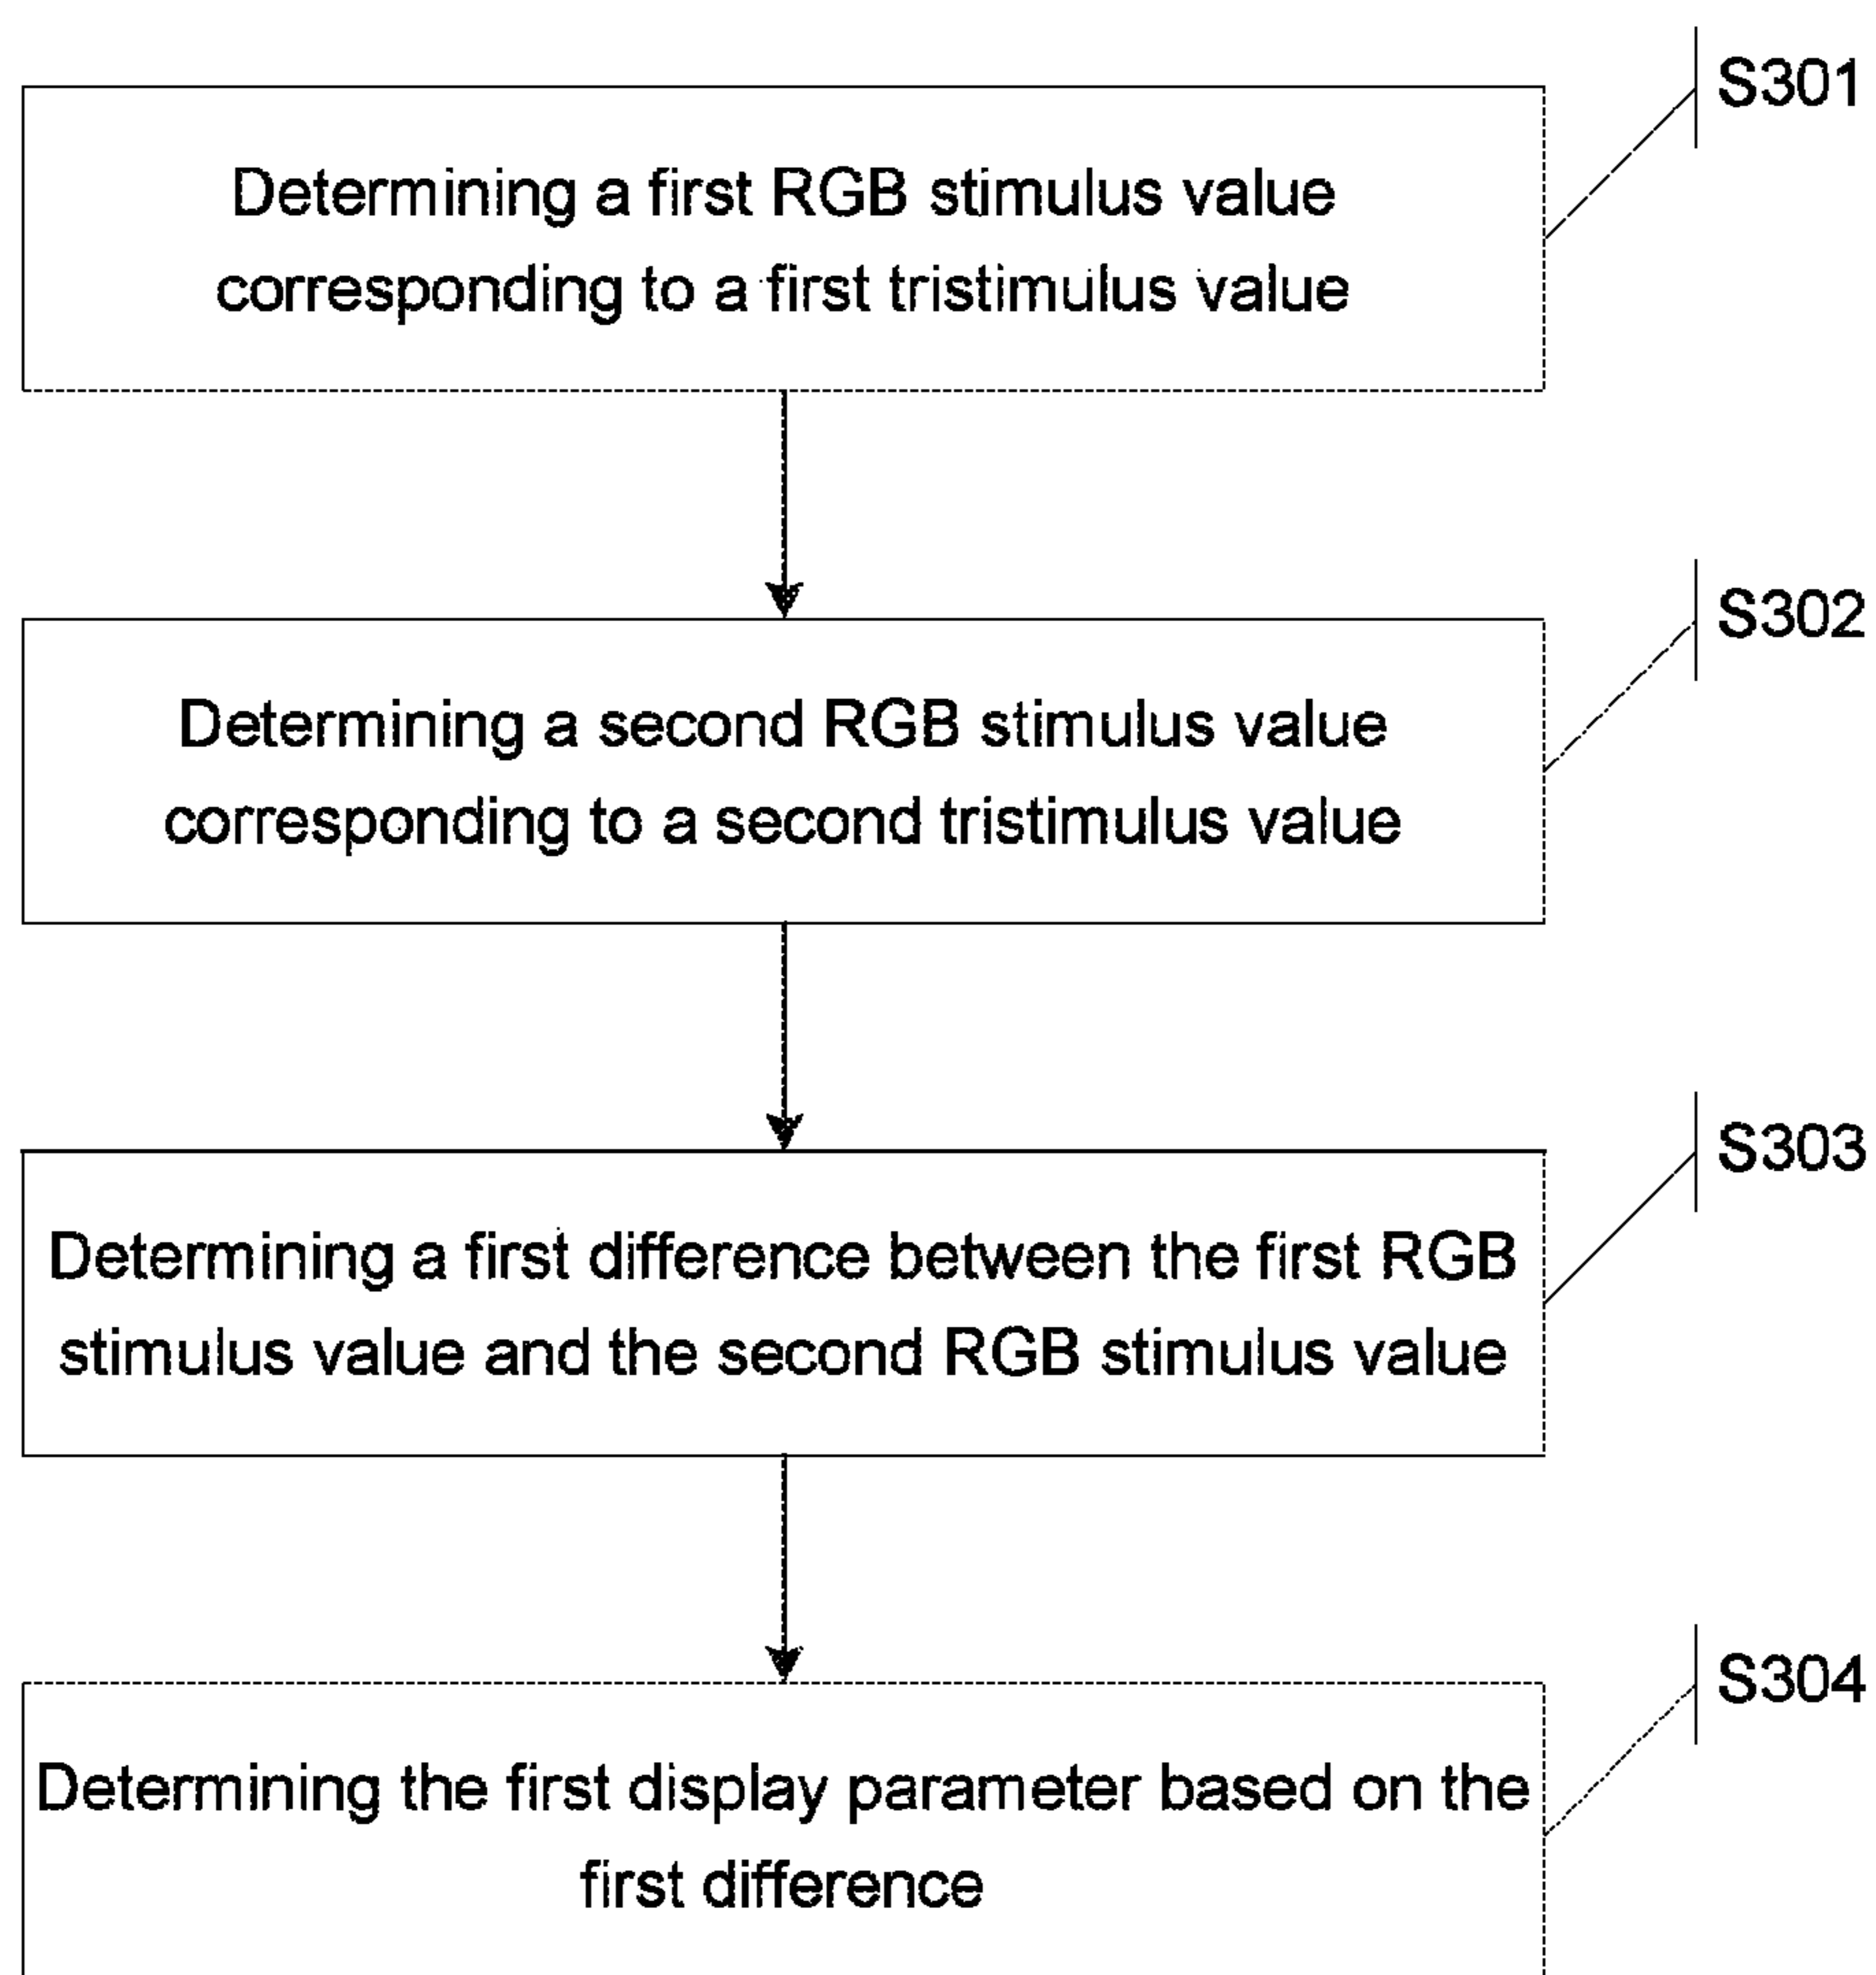 S301
Determining a first RGB stimulus value
corresponding to a first tristimulus value
S302
Determining a second RGB stimulus value
corresponding to a second tristimulus value
S303
Determining a first difference between the first RGB
stimulus value and the second RGB stimulus value
S304
Determining the first display parameter based on the
first difference